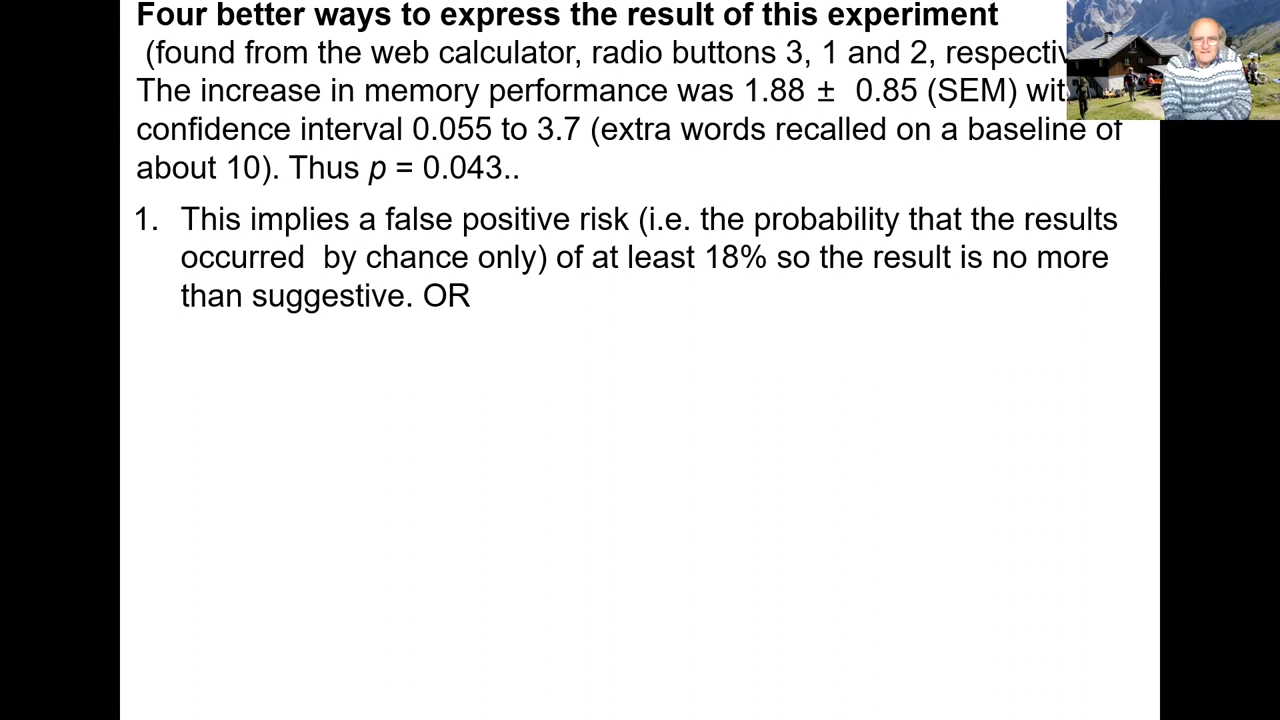 Four better ways to express the result of this experiment
(found from the web calculator, radio buttons 3, 1 and 2,
The increase in memory performance was 1.88 ± 0.85 (SEM)
confidence interval 0.055 to 3.7 (extra words recalled on a baseline of
about 10). Thus p = 0.043..
1. This implies a false positive risk (i.e. the probability that the results
occurred by chance only) of at least 18% so the result is no more
than suggestive. OR